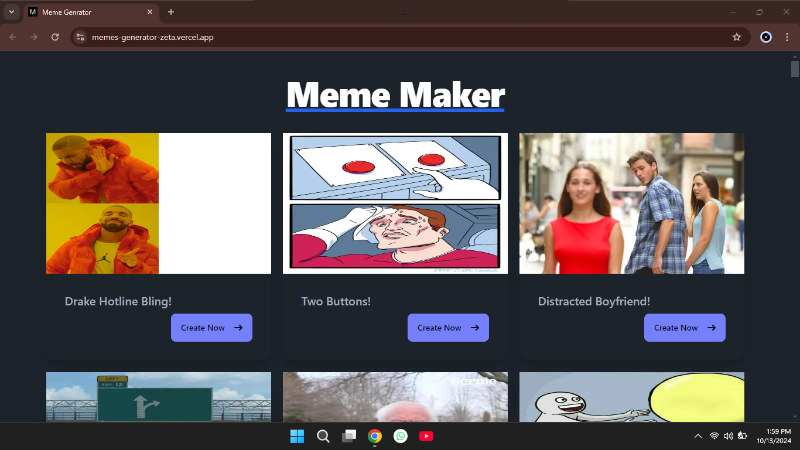 Meme Genrator
memes-generator-zeta.vercel.app
Meme Maker
Drake Hotline Bling!
Create Now
Two Buttons!
Create Now
Distracted Boyfriend!
Create Now
1:59 PM
10/13/2024